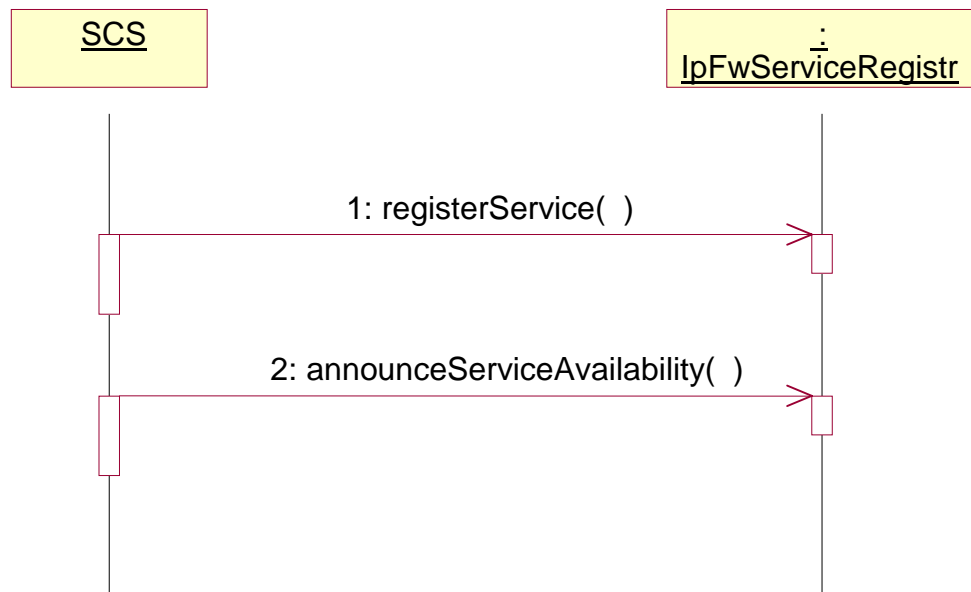 SCS
:
IpFwServiceRegistr
1: registerService(  )
2: announceServiceAvailability(  )